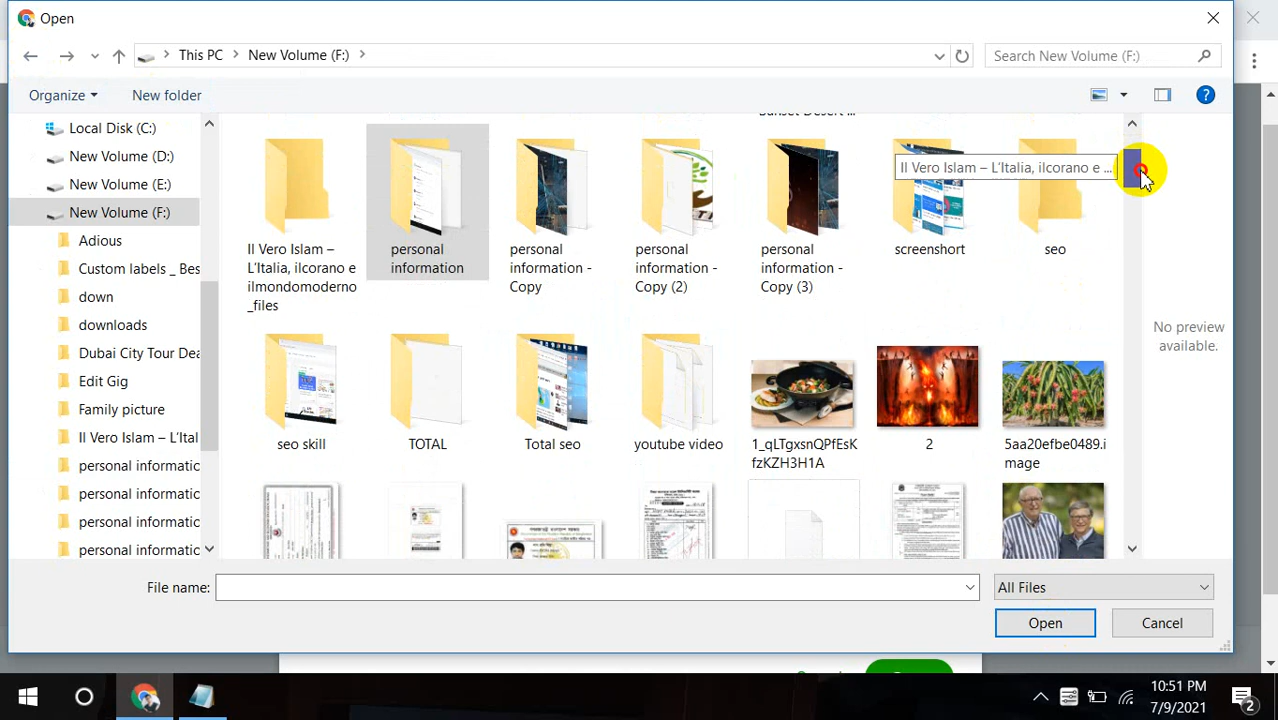 Open
This PC
New Volume (F:)
Search New Volume (F:)
Organize
New folder
Local Disk (C:)
New Volume (D:)
New Volume (E:)
New Volume (F:)
Adious
Custom labels _ Bes
down
downloads
Dubai City Tour Dea
Edit Gig
Family picture
Il Vero Islam – L'Ital
personal informatic
personal informatic
personal informatic
personal informatic
Sunset Desert ...
Il Vero Islam – L'Italia, ilcorano e ...
Il Vero Islam –
L'Italia, ilcorano e
ilmondomoderno
_files
personal
information
personal
information -
Copy
personal
information -
Copy (2)
personal
information -
Copy (3)
screenshort
seo
seo skill
TOTAL
Total seo
youtube video
1_qLTgxsnQPfEsK
fzKZH3H1A
2
5aa20efbe0489.i
mage
No preview
available.
File name:
All Files
Open
Cancel
10:51 PM
7/9/2021
2